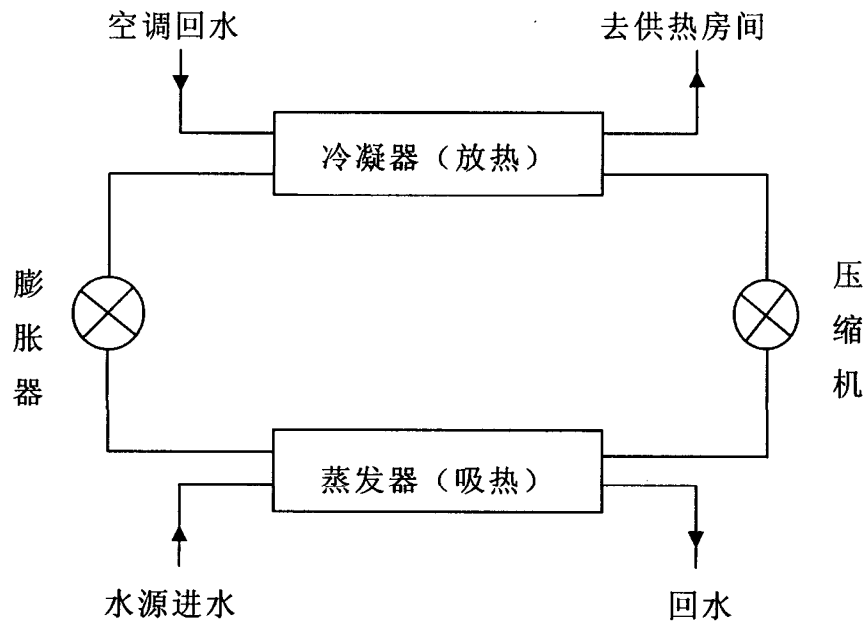 空调回水
去供热房间
冷凝器（放热）
膨胀器
压缩机
蒸发器（吸热）
水源进水
回水